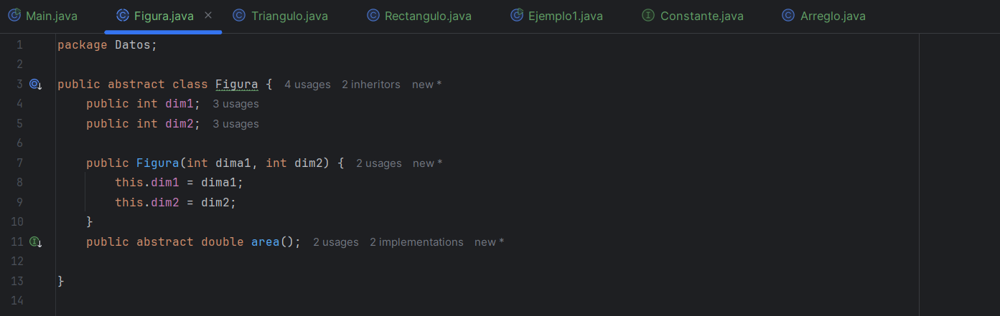 Main.java Figura.java Triangulo.java Rectangulo.java Ejemplo1.java Constante.java Arreglo.java
1 package Datos;
2
3 public abstract class Figura { 4 usages 2 inheritors new *
4 public int dim1; 3 usages
5 public int dim2; 3 usages
6
7 public Figura(int dima1, int dim2) { 2 usages new *
8 this.dim1 = dima1;
9 this.dim2 = dim2;
10 }
11 public abstract double area(); 2 usages 2 implementations new *
12
13 }
14